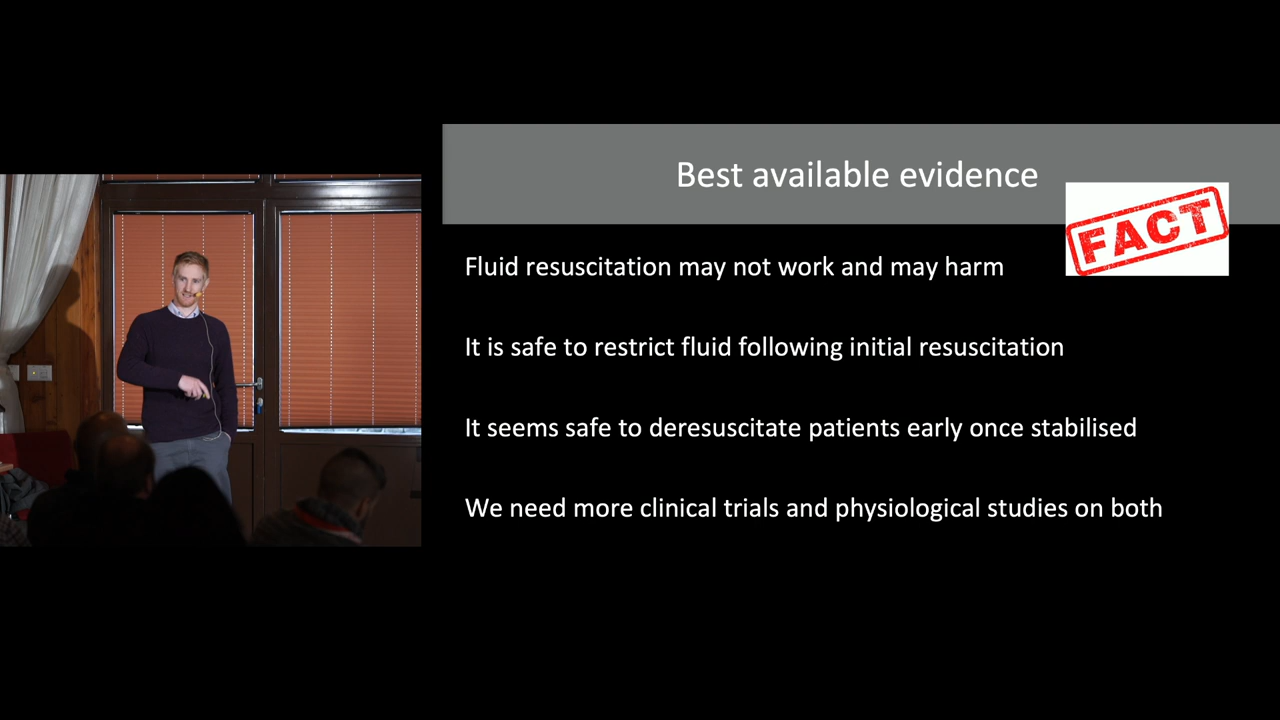 Best available evidence
FACT
Fluid resuscitation may not work and may harm
It is safe to restrict fluid following initial resuscitation
It seems safe to deresuscitate patients early once stabilised
We need more clinical trials and physiological studies on both